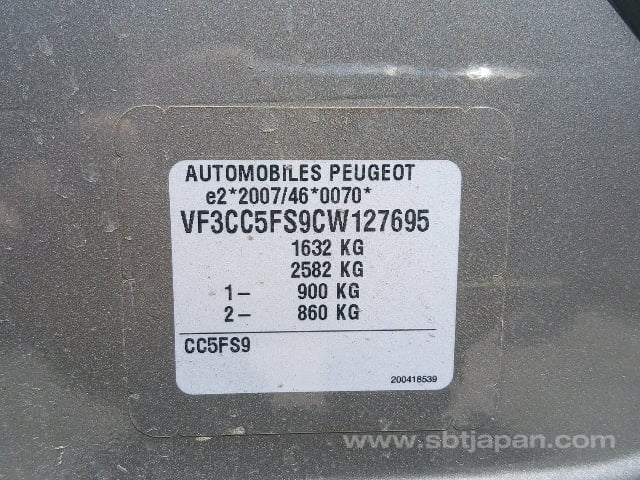 AUTOMOBILES PEUGEOT
e2*2007/46*0070*
VF3CC5FS9CW127695
1632 KG
2582 KG
1- 900 KG
2- 860 KG
CC5FS9
200418539
www.sbtjapan.com